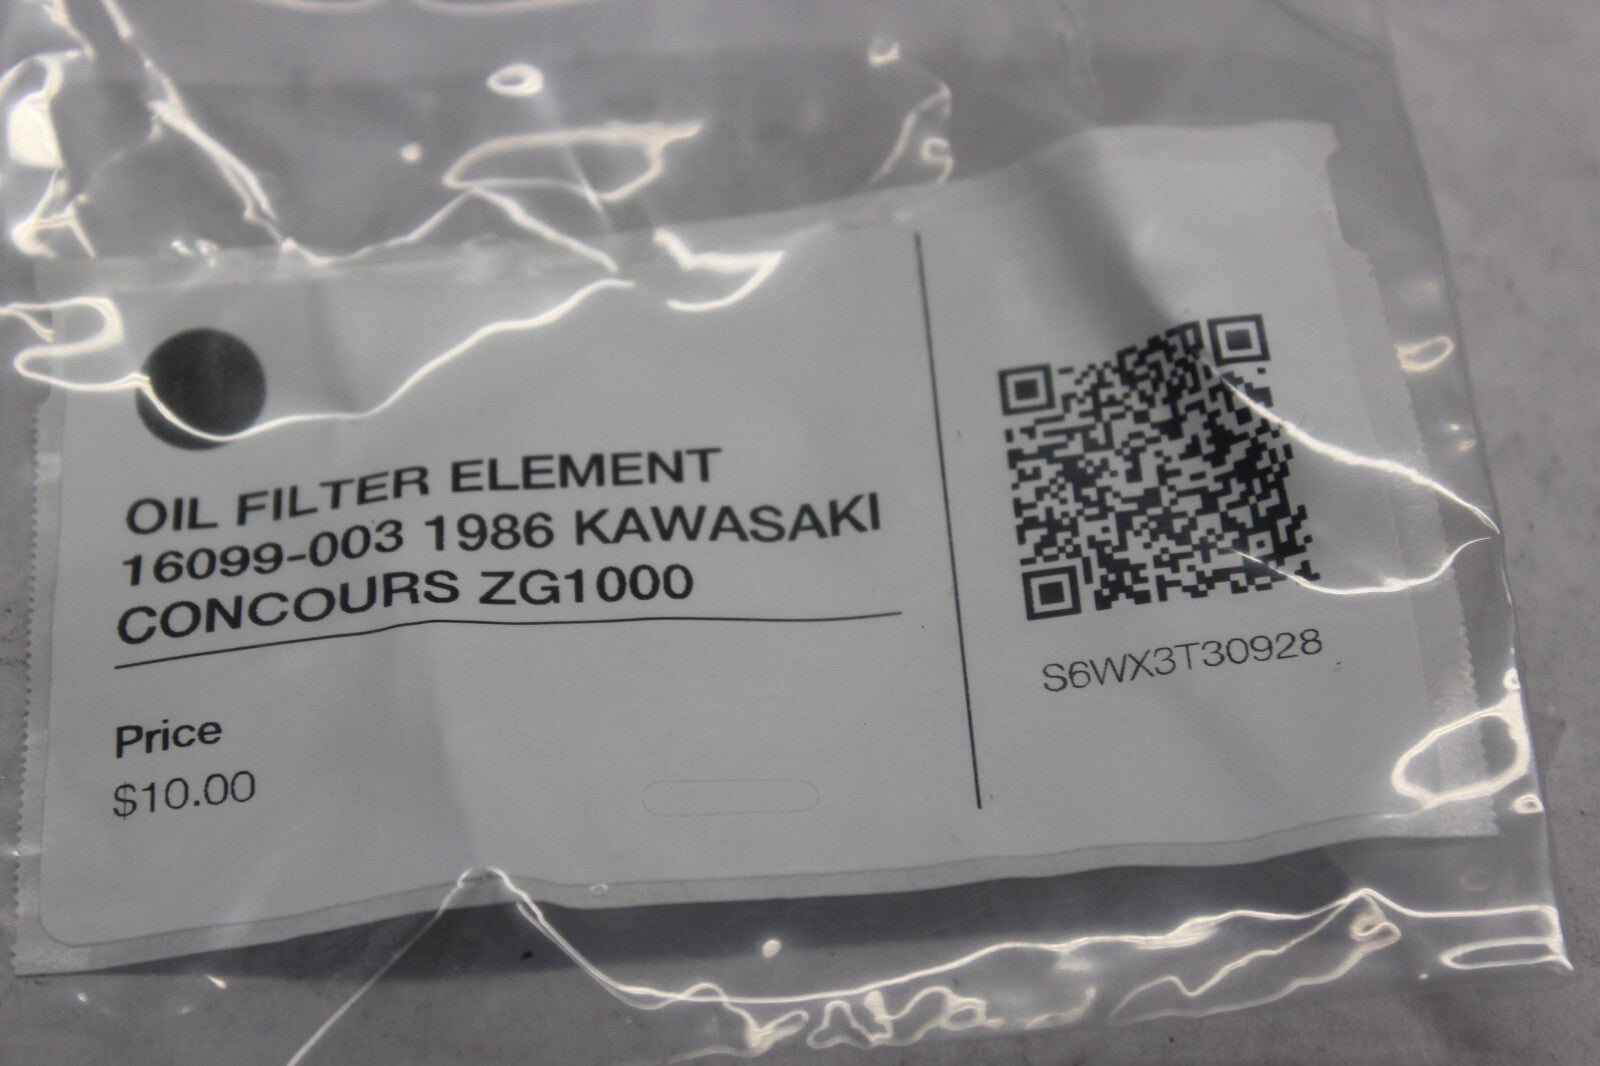 OIL FILTER ELEMENT
16099-003 1986 KAWASAKI
CONCOURS ZG1000
Price
$10.00
S6WX3T30928